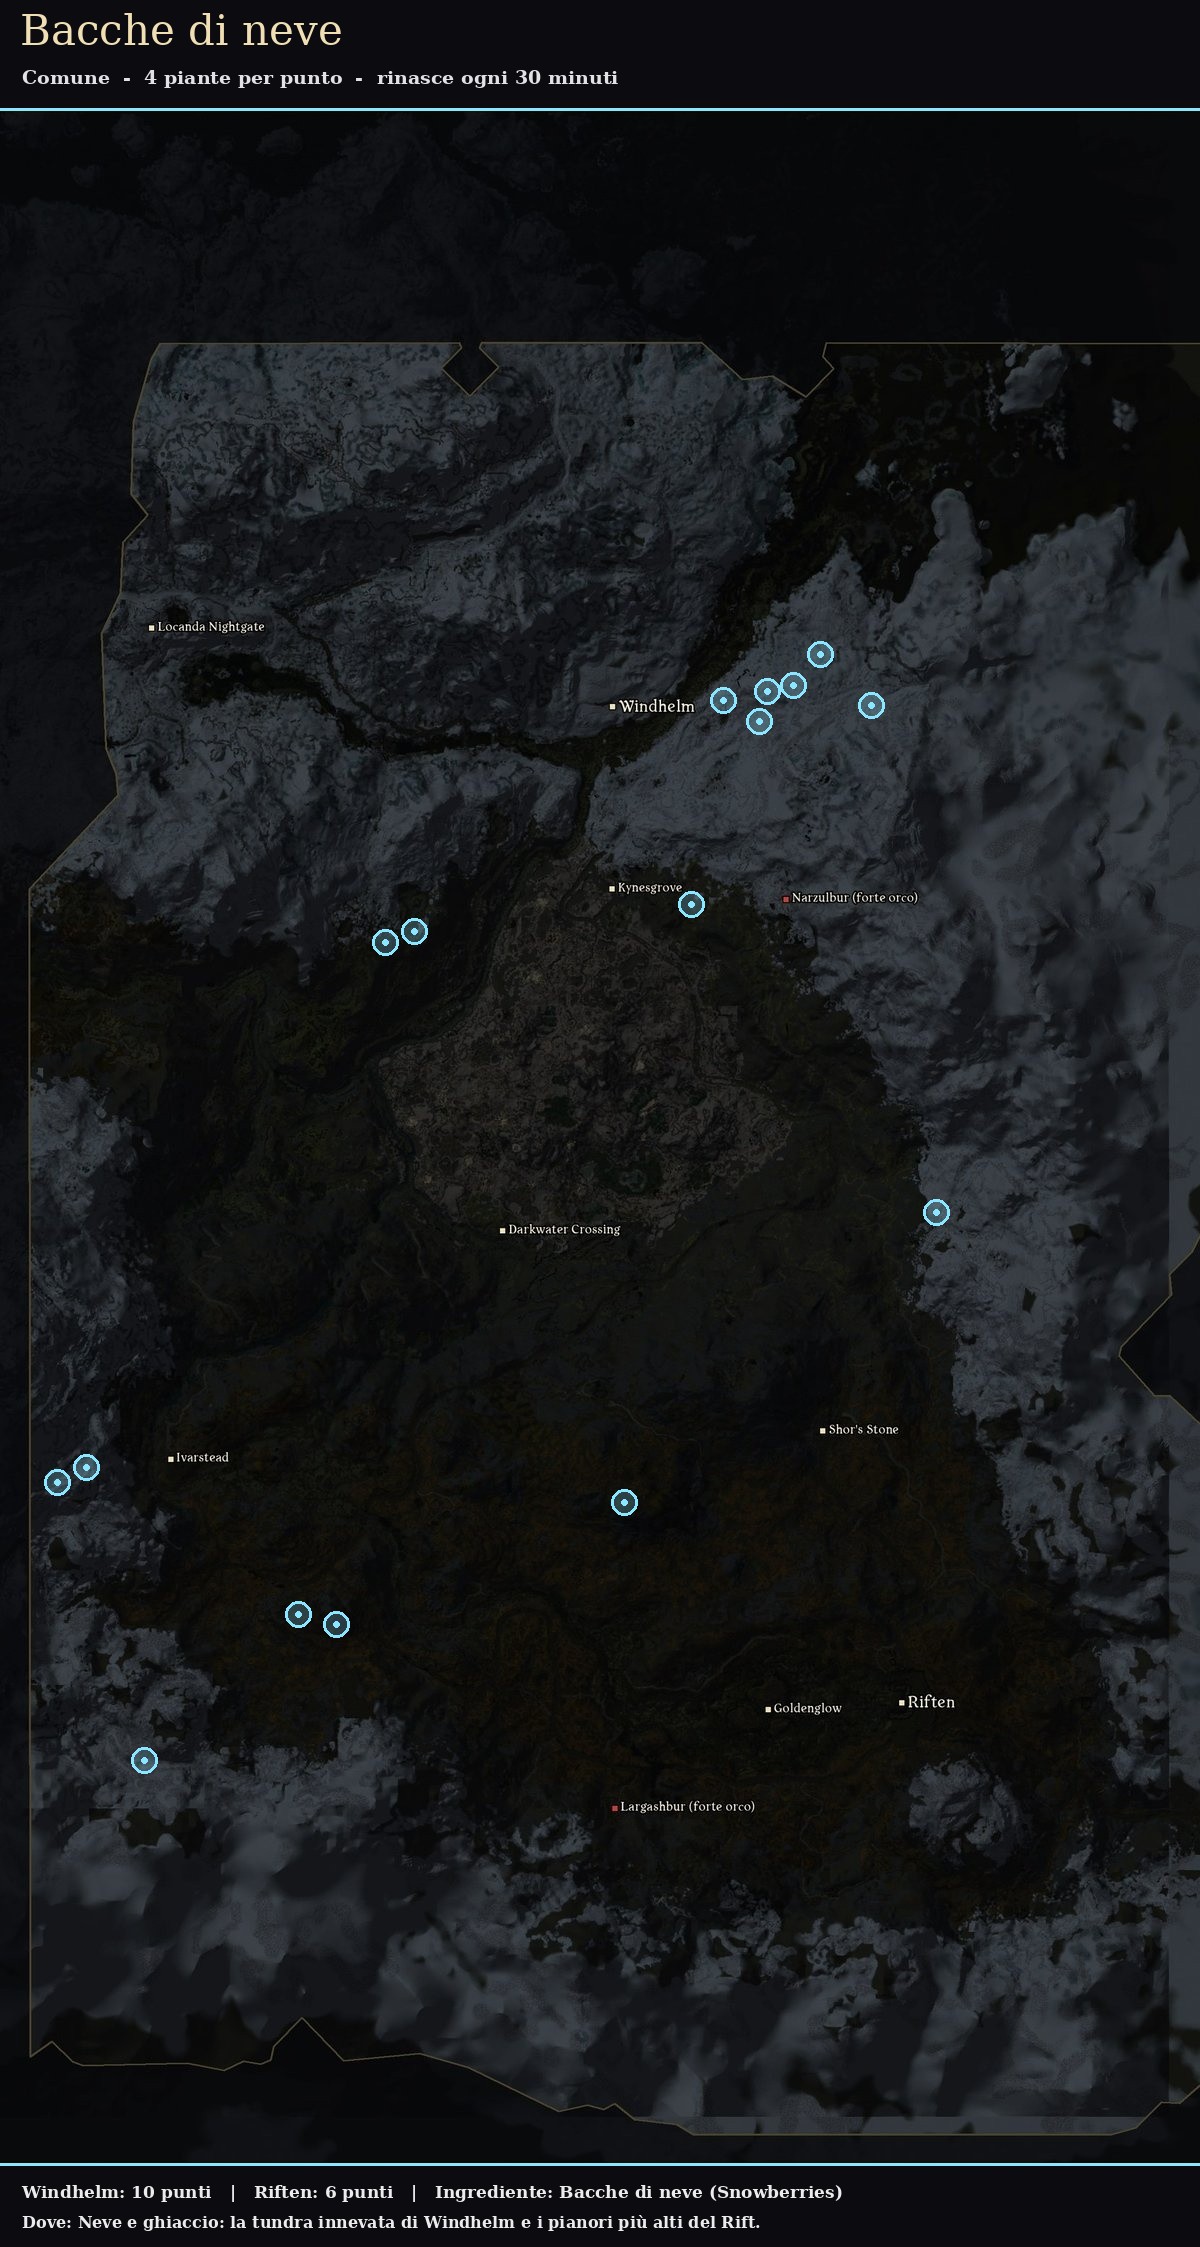 Bacche di neve
Comune - 4 piante per punto - rinasce ogni 30 minuti
Locanda Nightgate
Windhelm
Kynesgrove
Narzulbur (forte orco)
Darkwater Crossing
Shor's Stone
Ivarstead
Riften
Goldenglow
Largashbur (forte orco)
Windhelm: 10 punti | Riften: 6 punti | Ingrediente: Bacche di neve (Snowberries)
Dove: Neve e ghiaccio: la tundra innevata di Windhelm e i pianori più alti del Rift.